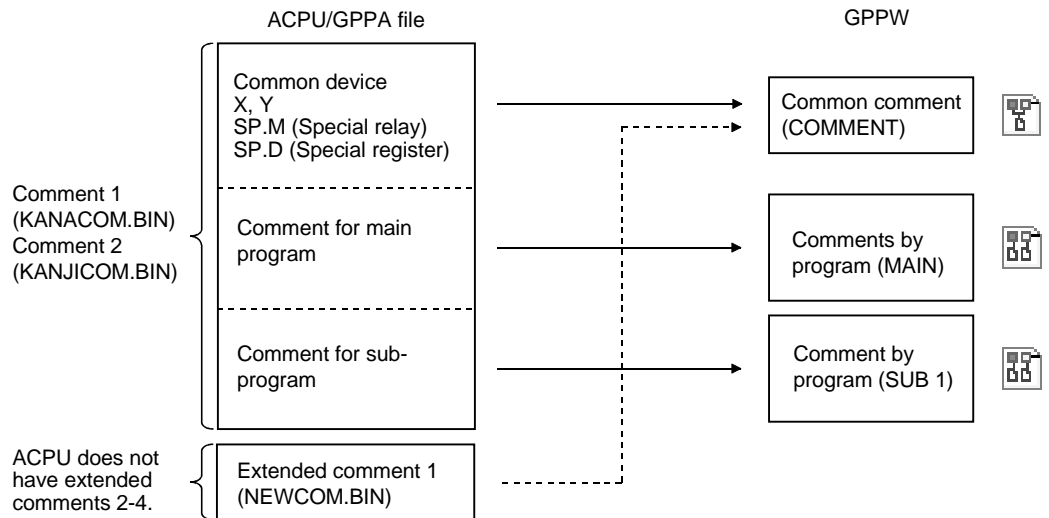 ACPU/GPPA file
GPPW
Common device
X, Y
SP.M (Special relay)
SP.D (Special register)
Common comment
(COMMENT)
Comment 1
(KANACOM.BIN)
Comment 2
(KANJICOM.BIN)
Comment for main
program
Comments by
program (MAIN)
Comment for sub-
program
Comment by
program (SUB 1)
ACPU does not
have extended
comments 2-4.
Extended comment 1
(NEWCOM.BIN)